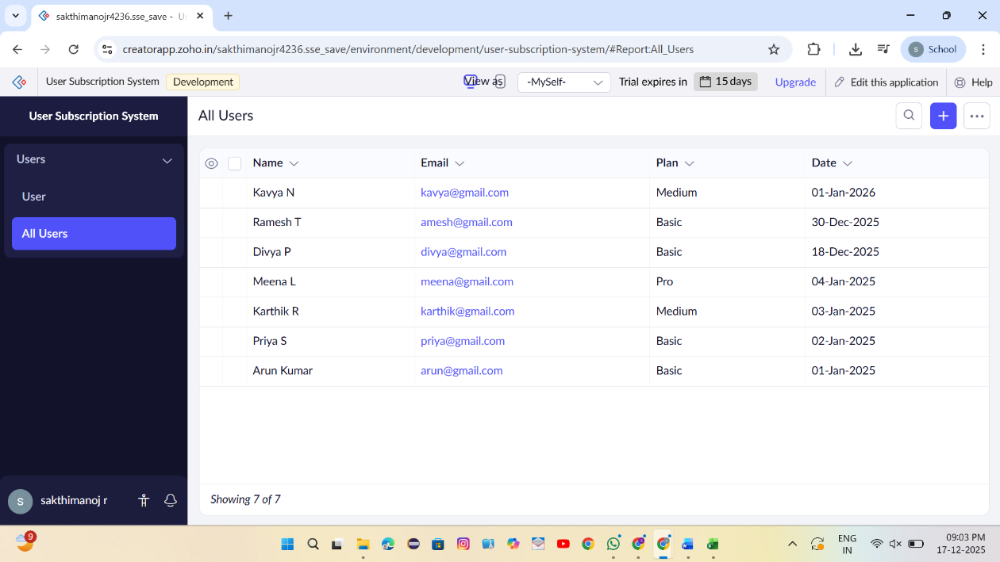 sakthimanojr4236.sse_save - U
creatorapp.zoho.in/sakthimanojr4236.sse_save/environment/development/user-subscription-system/#Report:All_Users
S School
User Subscription System Development View as -MySelf- Trial expires in 15 days Upgrade Edit this application Help
User Subscription System
All Users
Users
User
All Users
Name Email Plan Date
Kavya N kavya@gmail.com Medium 01-Jan-2026
Ramesh T amesh@gmail.com Basic 30-Dec-2025
Divya P divya@gmail.com Basic 18-Dec-2025
Meena L meena@gmail.com Pro 04-Jan-2025
Karthik R karthik@gmail.com Medium 03-Jan-2025
Priya S priya@gmail.com Basic 02-Jan-2025
Arun Kumar arun@gmail.com Basic 01-Jan-2025
Showing 7 of 7
S sakthimanoj r
9
ENG
IN
09:03 PM
17-12-2025